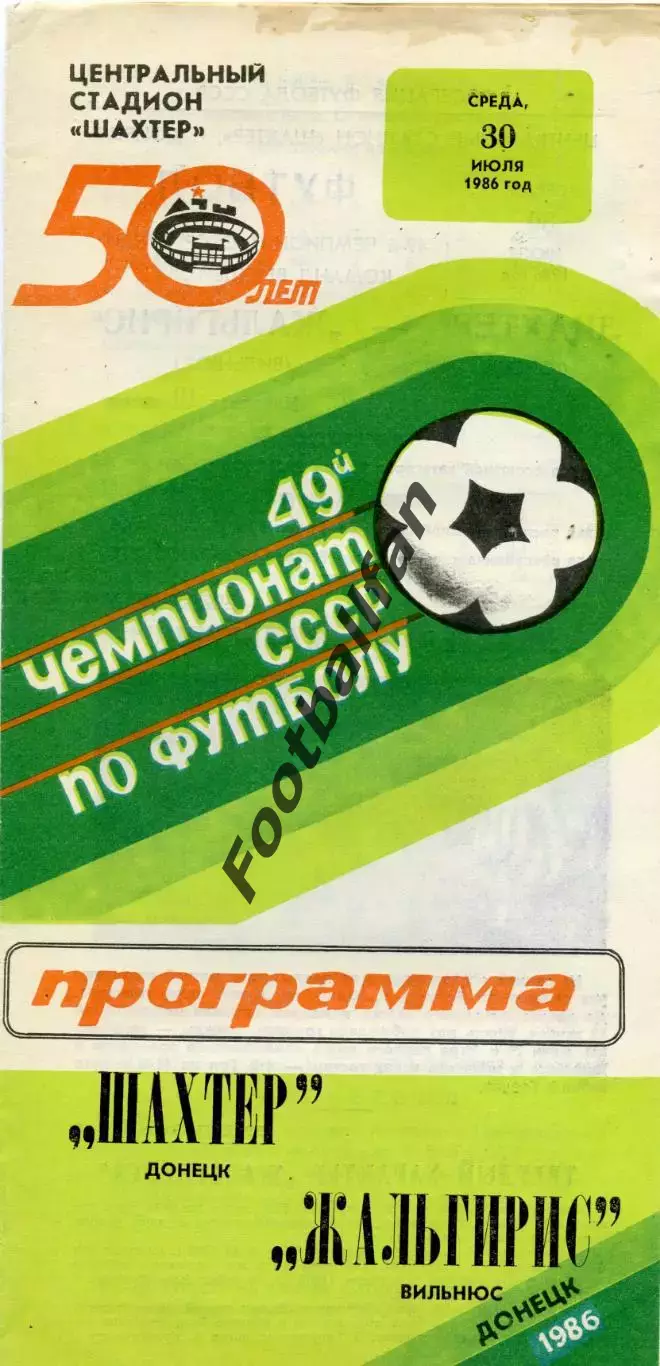 ЦЕНТРАЛЬНЫЙ
СТАДИОН
«ШАХТЕР»
50 ЛЕТ
СРЕДА,
30
ИЮЛЯ
1986 год
49й
ЧЕМПИОНАТ
СССР
ПО ФУТБОЛУ
Footballfan
программа
„ШАХТЕР”
ДОНЕЦК
„ЖАЛЬГИРИС”
ВИЛЬНЮС
ДОНЕЦК
1986